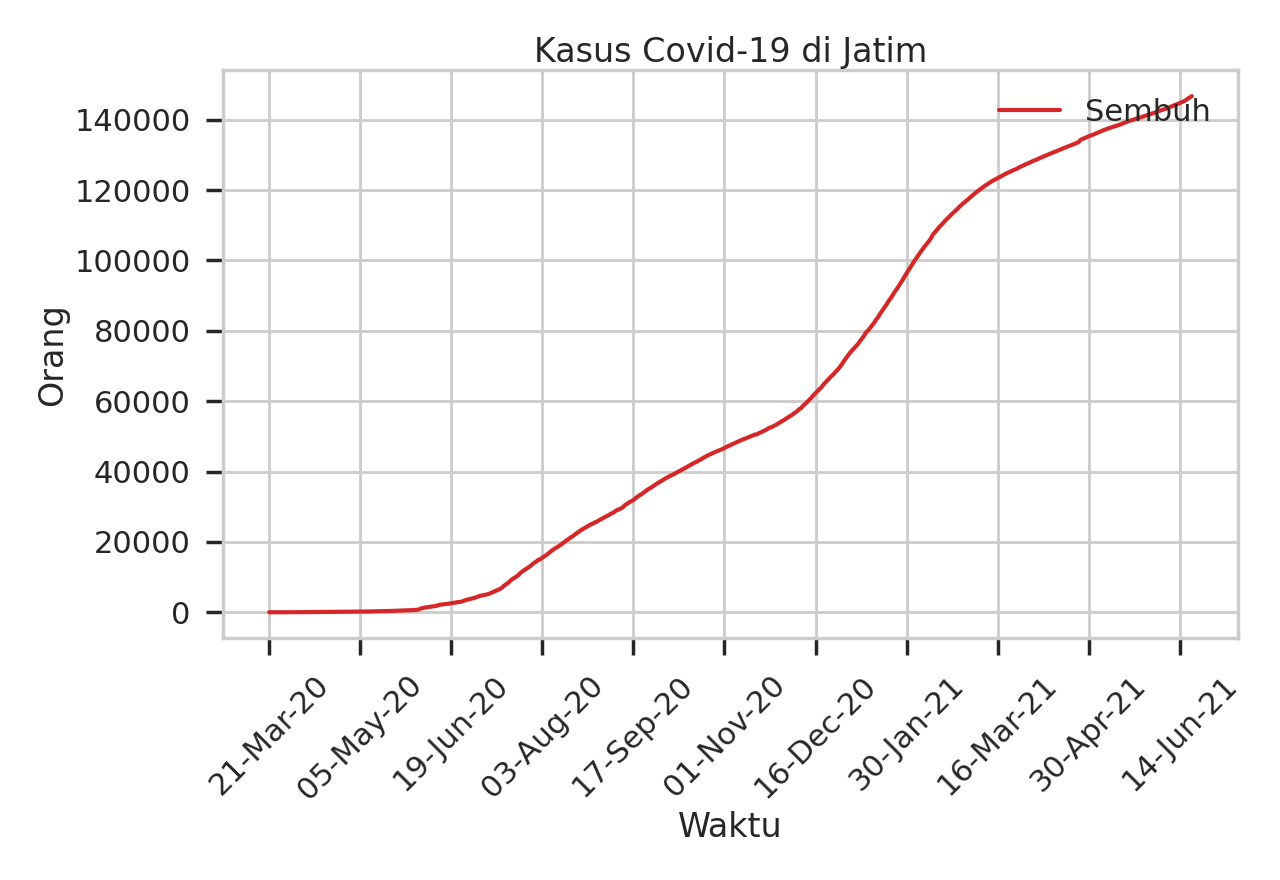 Kasus Covid-19 di Jatim
Sembuh
140000
120000
100000
80000
60000
40000
20000
0
Orang
21-Mar-20
05-May-20
19-Jun-20
03-Aug-20
17-Sep-20
01-Nov-20
16-Dec-20
30-Jan-21
16-Mar-21
30-Apr-21
14-Jun-21
Waktu